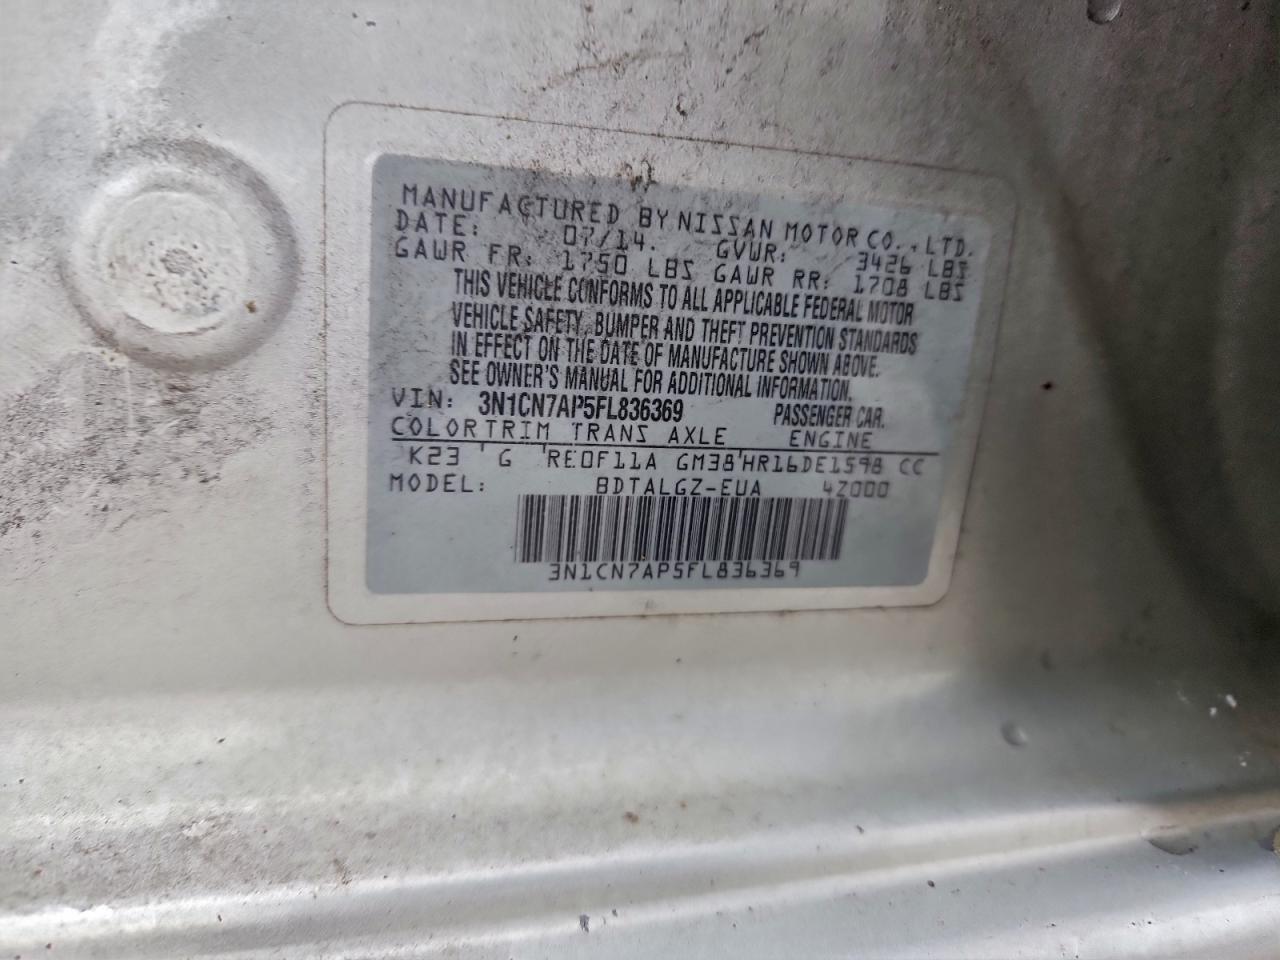 MANUFACTURED BY NISSAN MOTOR CO., LTD.
DATE: 07/14. GVWR: 3426 LBS
GAWR FR: 1750 LBS GAWR RR: 1708 LBS
THIS VEHICLE CONFORMS TO ALL APPLICABLE FEDERAL MOTOR
VEHICLE SAFETY, BUMPER AND THEFT PREVENTION STANDARDS
IN EFFECT ON THE DATE OF MANUFACTURE SHOWN ABOVE.
SEE OWNER'S MANUAL FOR ADDITIONAL INFORMATION.
VIN: 3N1CN7AP5FL836369 PASSENGER CAR.
COLOR TRIM TRANS AXLE ENGINE
K23 G RE0F11A GM38 HR16DE1598 CC
MODEL: BDTALGZ-EUA 4Z000
3N1CN7AP5FL836369